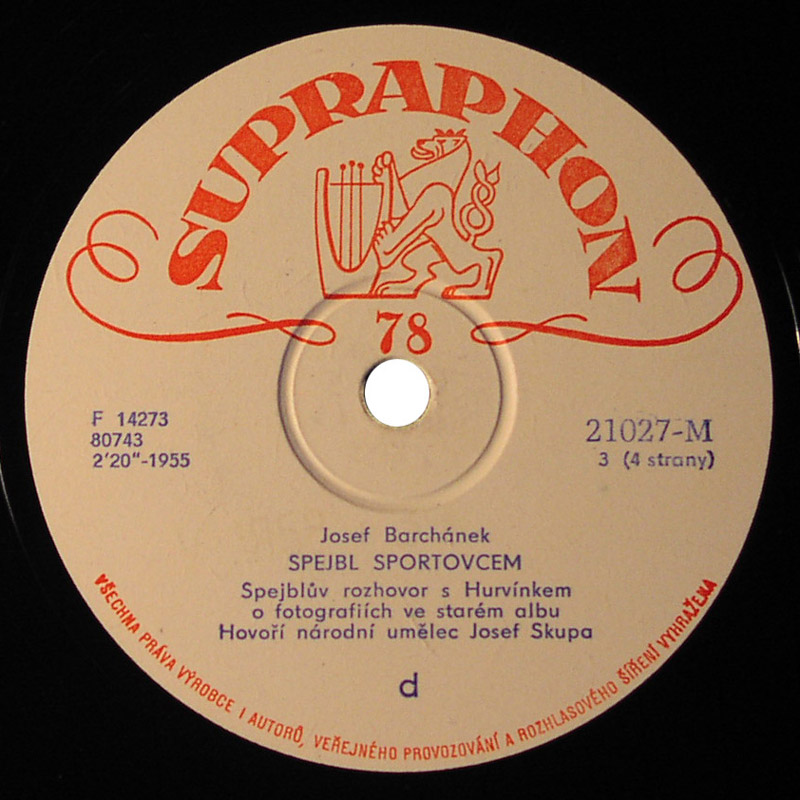 SUPRAPHON
78
F 14273
80743
2'20"-1955
21027-M
3 (4 strany)
Josef Barchánek
SPEJBL SPORTOVCEM
Spejblův rozhovor s Hurvínkem
o fotografiích ve starém albu
Hovoří národní umělec Josef Skupa
d
VŠECHNA PRÁVA VÝROBCE I AUTORŮ, VEŘEJNÉHO PROVOZOVÁNÍ A ROZHLASOVÉHO ŠÍŘENÍ VYHRAŽENA